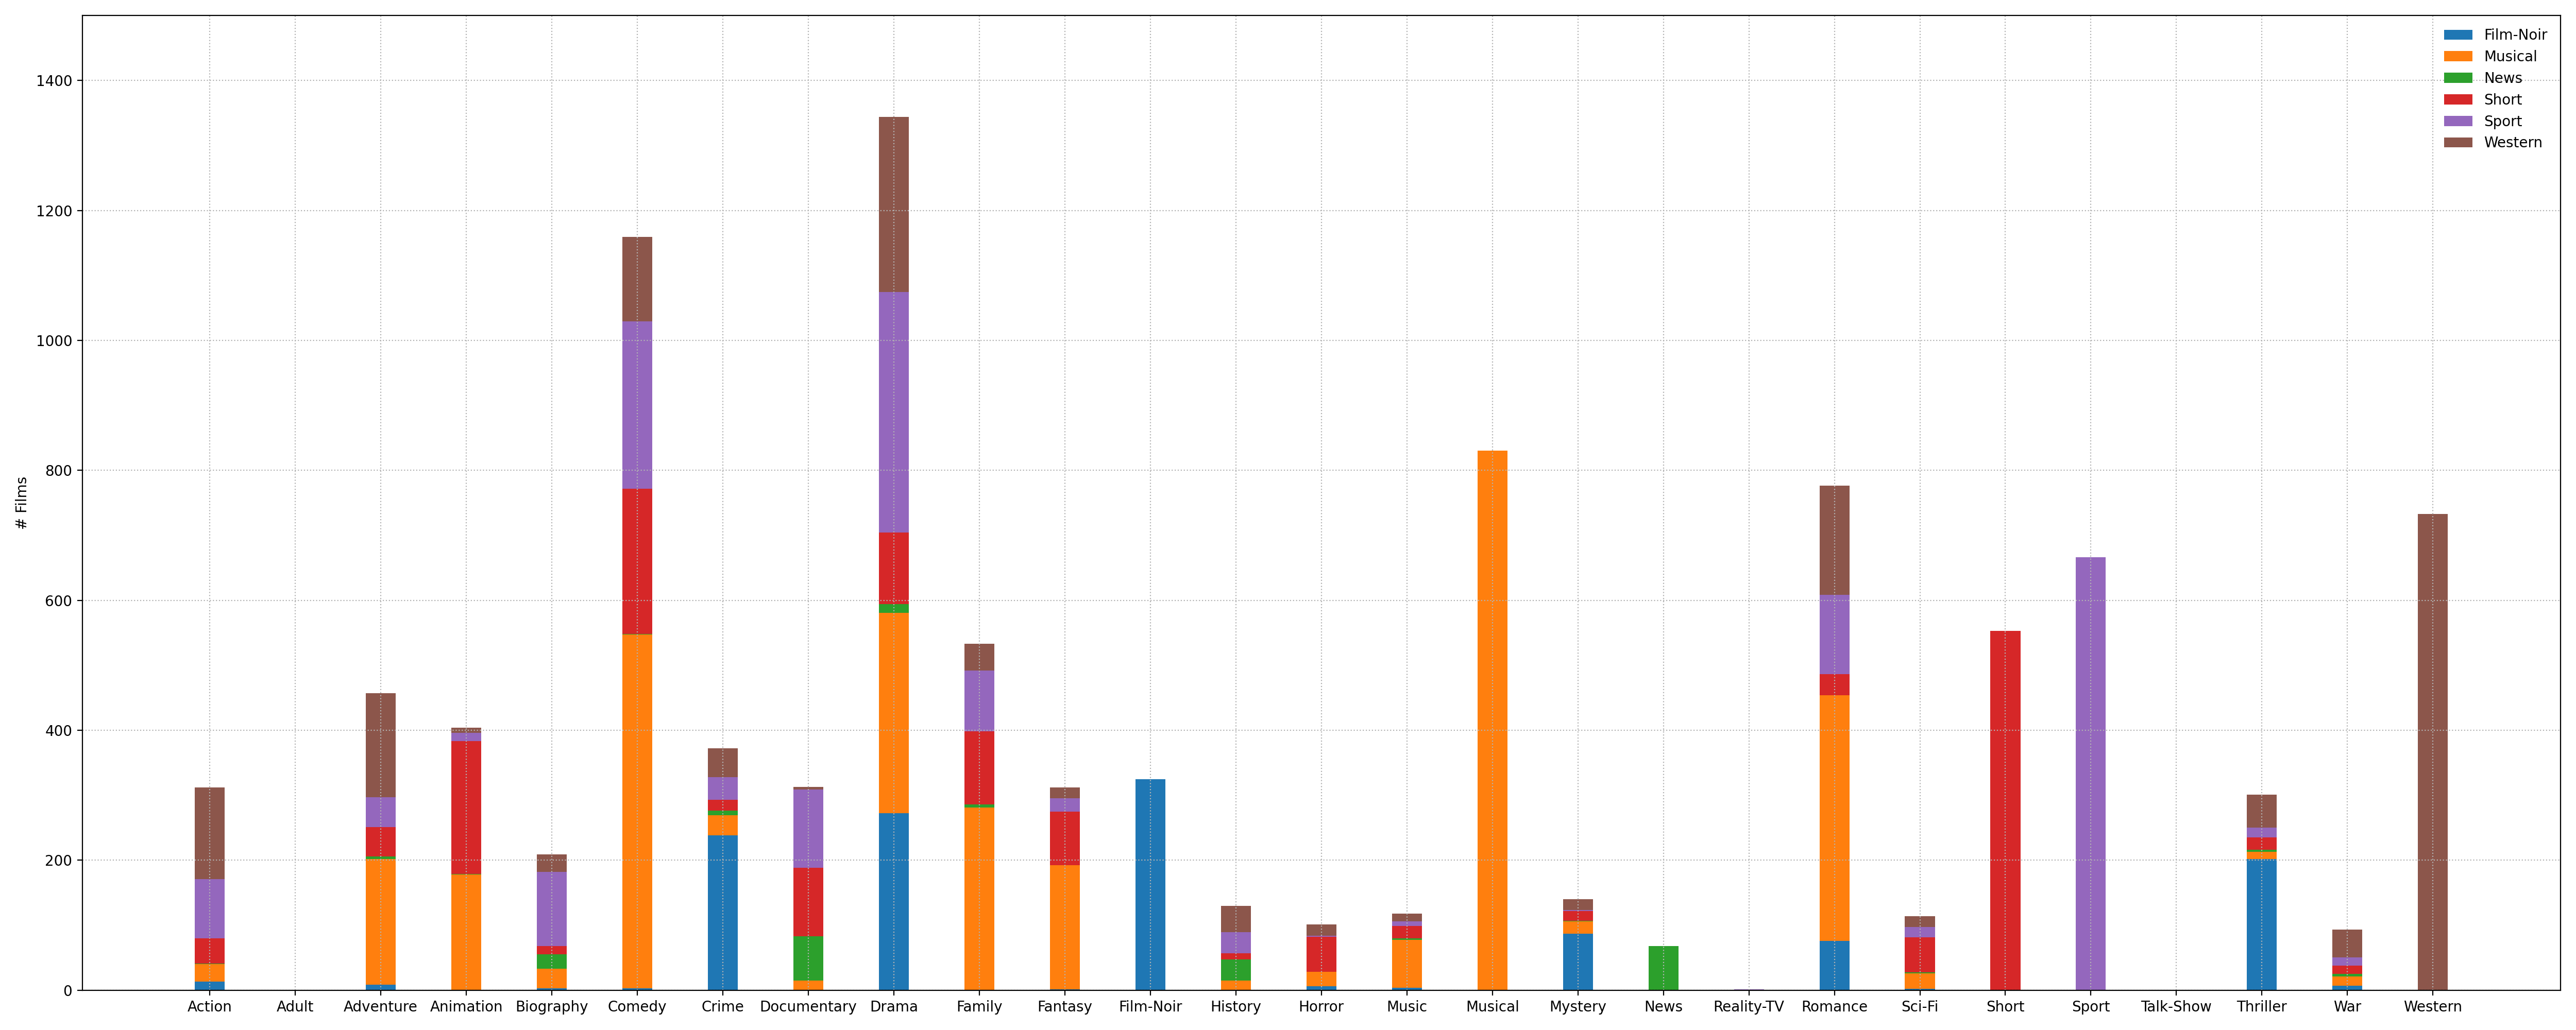 # Films
1400
1200
1000
800
600
400
200
0
Film-Noir
Musical
News
Short
Sport
Western
Action Adult Adventure Animation Biography Comedy Crime Documentary Drama Family Fantasy Film-Noir History Horror Music Musical Mystery News Reality-TV Romance Sci-Fi Short Sport Talk-Show Thriller War Western